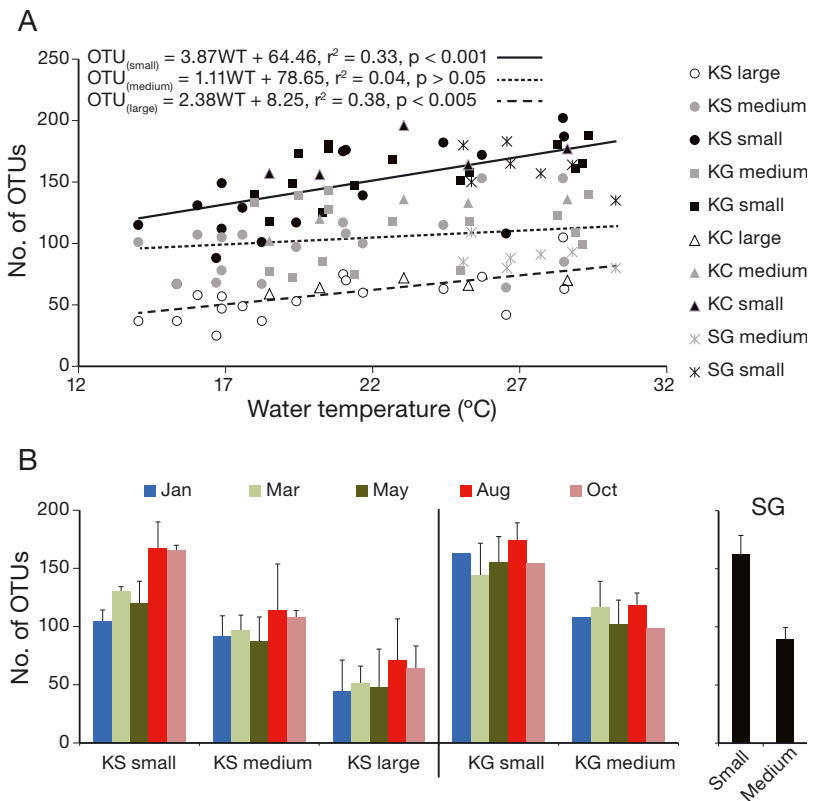 A
OTU(small) = 3.87WT + 64.46, r² = 0.33, p < 0.001
OTU(medium) = 1.11WT + 78.65, r² = 0.04, p > 0.05
OTU(large) = 2.38WT + 8.25, r² = 0.38, p < 0.005
250
200
150
100
50
0
No. of OTUs
12
17
22
27
32
Water temperature (ºC)
KS large
KS medium
KS small
KG medium
KG small
KC large
KC medium
KC small
SG medium
SG small
B
Jan
Mar
May
Aug
Oct
200
150
100
50
0
No. of OTUs
KS small
KS medium
KS large
KG small
KG medium
SG
Small
Medium